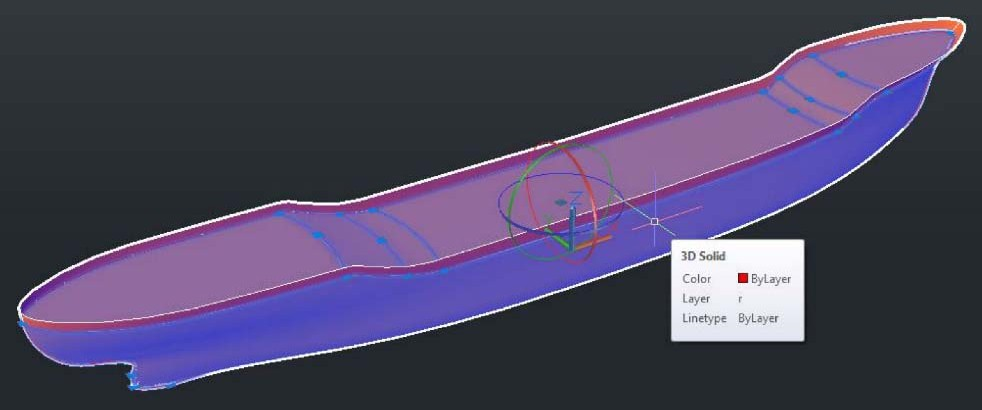 Z
3D Solid
Color ByLayer
Layer r
Linetype ByLayer